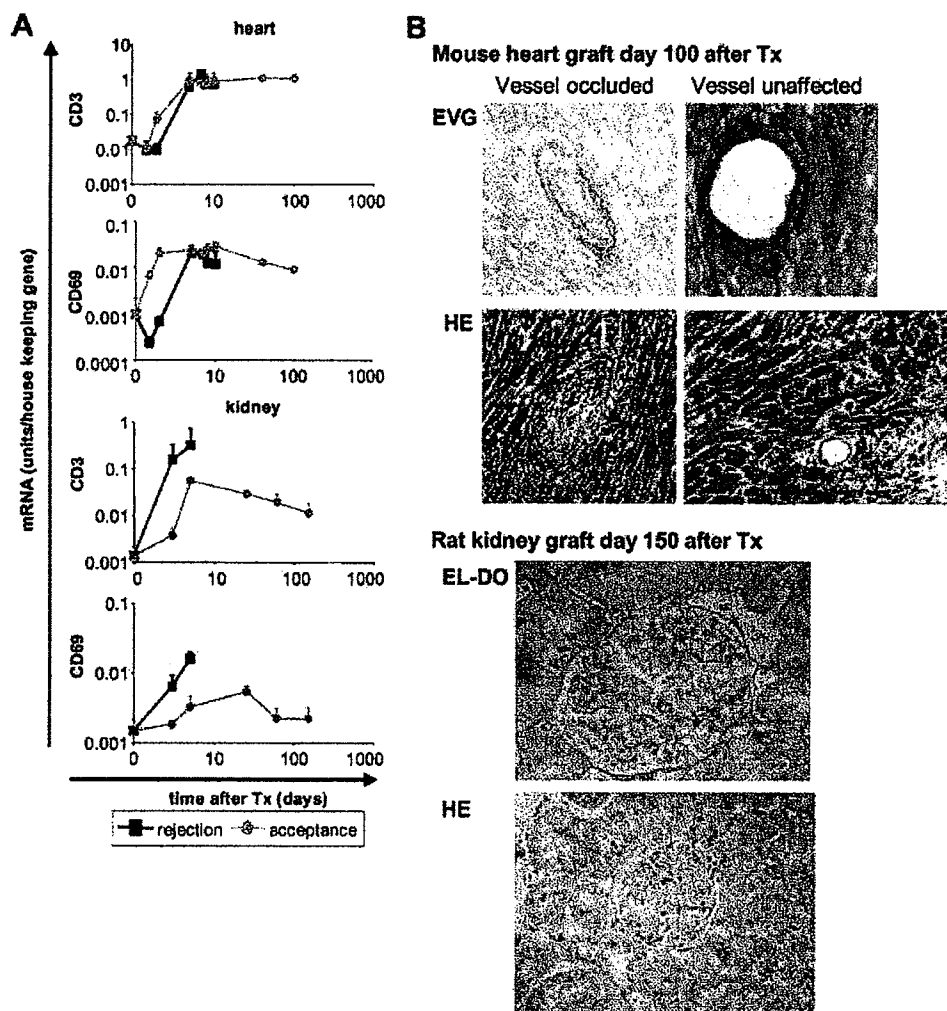 A
heart
10
1
0.1
0.01
0.001
CD3
0 10 100 1000
0.1
0.01
0.001
0.0001
CD69
0 10 100 1000
kidney
1
0.1
0.01
0.001
CD3
0 10 100 1000
0.1
0.01
0.001
CD69
0 10 100 1000
mRNA (units/house keeping gene)
time after Tx (days)
rejection acceptance
B
Mouse heart graft day 100 after Tx
Vessel occluded Vessel unaffected
EVG
HE
Rat kidney graft day 150 after Tx
EL-DO
HE